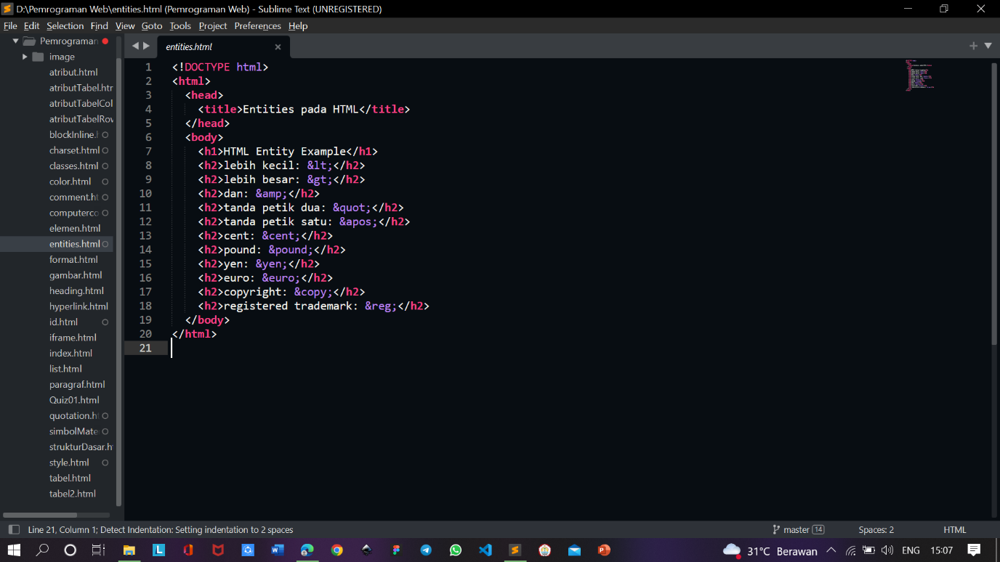 D:\Pemrograman Web\entities.html (Pemrograman Web) - Sublime Text (UNREGISTERED)
File Edit Selection Find View Goto Tools Project Preferences Help
Pemrograman
image
atribut.html
atributTabel.htr
atributTabelCol
atributTabelRov
blockInline.h
charset.html
classes.html
color.html
comment.ht
computerco
elemen.html
entities.html
format.html
gambar.html
heading.html
hyperlink.html
id.html
iframe.html
index.html
list.html
paragraf.html
Quiz01.html
quotation.ht
simbolMate
strukturDasar.ht
style.html
tabel.html
tabel2.html
entities.html
1 <!DOCTYPE html>
2 <html>
3 <head>
4 <title>Entities pada HTML</title>
5 </head>
6 <body>
7 <h1>HTML Entity Example</h1>
8 <h2>lebih kecil: &lt;</h2>
9 <h2>lebih besar: &gt;</h2>
10 <h2>dan: &amp;</h2>
11 <h2>tanda petik dua: &quot;</h2>
12 <h2>tanda petik satu: &apos;</h2>
13 <h2>cent: &cent;</h2>
14 <h2>pound: &pound;</h2>
15 <h2>yen: &yen;</h2>
16 <h2>euro: &euro;</h2>
17 <h2>copyright: &copy;</h2>
18 <h2>registered trademark: &reg;</h2>
19 </body>
20 </html>
21
Line 21, Column 1; Detect Indentation: Setting indentation to 2 spaces master 14 Spaces: 2 HTML
31°C Berawan ENG 15:07